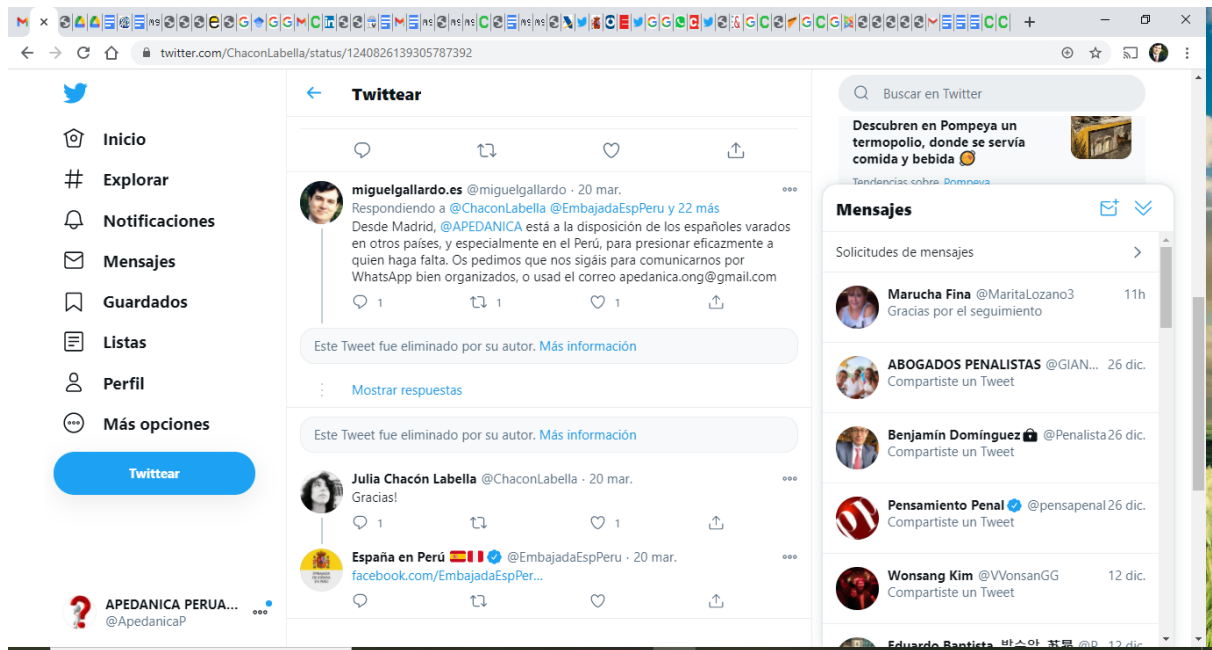 twitter.com/ChaconLabella/status/1240826139305787392
Inicio
Explorar
Notificaciones
Mensajes
Guardados
Listas
Perfil
Más opciones
Twittear
APEDANICA PERUA...
@ApedanicaP
Twittear
miguelgallardo.es @miguelgallardo · 20 mar.
Respondiendo a @ChaconLabella @EmbajadaEspPeru y 22 más
Desde Madrid, @APEDANICA está a la disposición de los españoles varados
en otros países, y especialmente en el Perú, para presionar eficazmente a
quien haga falta. Os pedimos que nos sigáis para comunicarnos por
WhatsApp bien organizados, o usad el correo apedanica.ong@gmail.com
1 1 1
Este Tweet fue eliminado por su autor. Más información
Mostrar respuestas
Este Tweet fue eliminado por su autor. Más información
Julia Chacón Labella @ChaconLabella · 20 mar.
Gracias!
1 1
España en Perú @EmbajadaEspPeru · 20 mar.
facebook.com/EmbajadaEspPer...
Buscar en Twitter
Descubren en Pompeya un
termopolio, donde se servía
comida y bebida
Tendencias sobre Pompeya
Mensajes
Solicitudes de mensajes
Marucha Fina @MaritaLozano3 11h
Gracias por el seguimiento
ABOGADOS PENALISTAS @GIAN... 26 dic.
Compartiste un Tweet
Benjamín Domínguez @Penalista 26 dic.
Compartiste un Tweet
Pensamiento Penal @pensapenal 26 dic.
Compartiste un Tweet
Wonsang Kim @VVonsanGG 12 dic.
Compartiste un Tweet
Eduardo Baptista 12 dic.